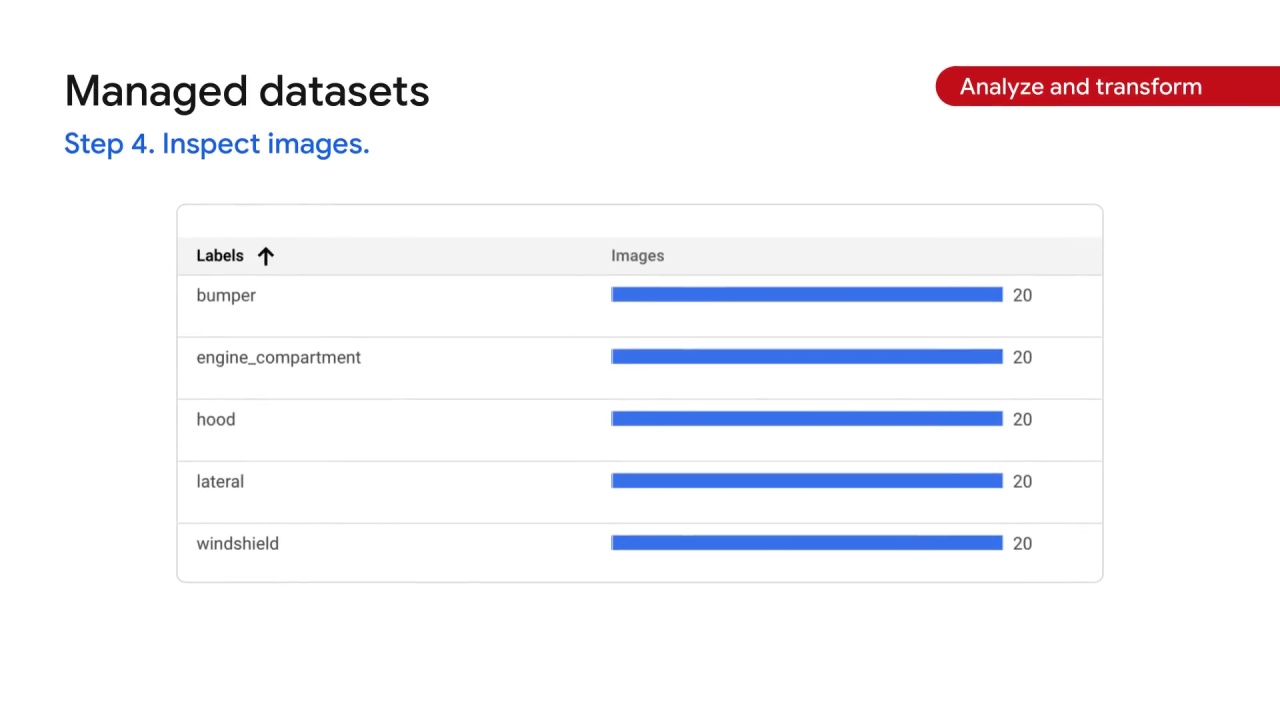 Managed datasets
Analyze and transform
Step 4. Inspect images.
Labels Images
bumper 20
engine_compartment 20
hood 20
lateral 20
windshield 20